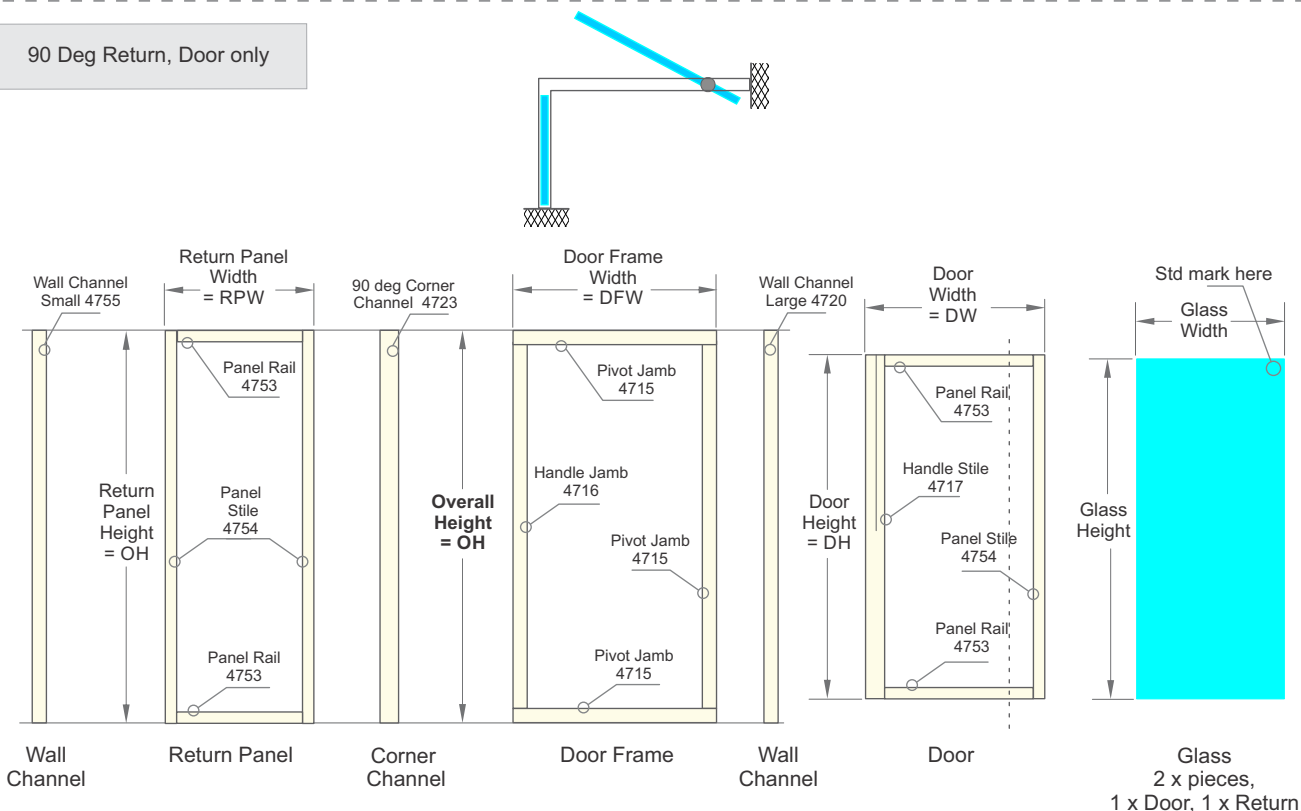 90 Deg Return, Door only
Wall Channel
Small 4755
Return Panel
Width
= RPW
90 deg Corner
Channel 4723
Door Frame
Width
= DFW
Wall Channel
Large 4720
Door
Width
= DW
Std mark here
Glass
Width
Panel Rail
4753
Return
Panel
Height
= OH
Panel
Stile
4754
Panel Rail
4753
Overall
Height
= OH
Pivot Jamb
4715
Handle Jamb
4716
Pivot Jamb
4715
Pivot Jamb
4715
Door
Height
= DH
Panel Rail
4753
Handle Stile
4717
Panel Stile
4754
Panel Rail
4753
Glass
Height
Wall
Channel
Return Panel
Corner
Channel
Door Frame
Wall
Channel
Door
Glass
2 x pieces,
1 x Door, 1 x Return